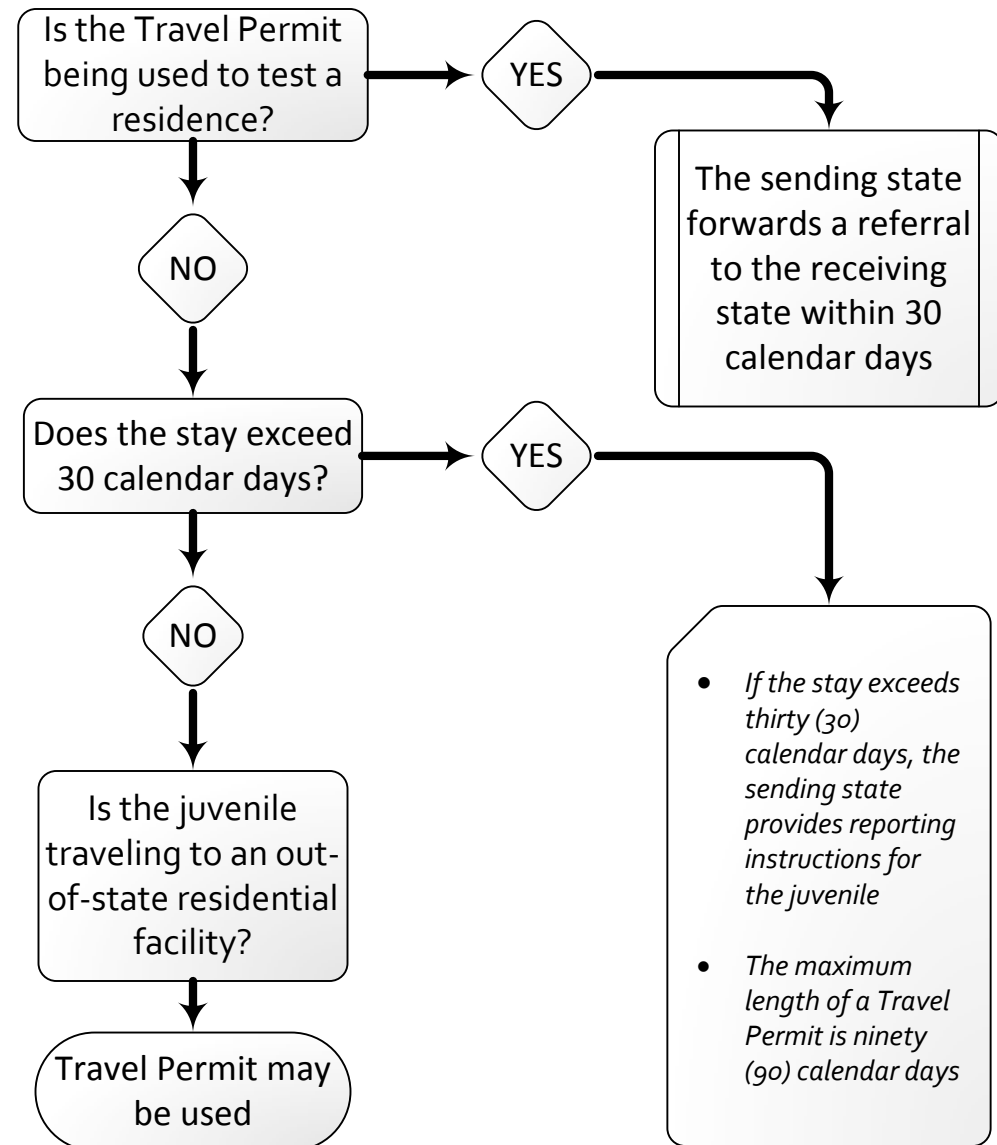 Is the Travel Permit
being used to test a
residence?
YES
The sending state
forwards a referral
to the receiving
state within 30
calendar days
NO
Does the stay exceed
30 calendar days?
YES
NO
• If the stay exceeds
thirty (30)
calendar days, the
sending state
provides reporting
instructions for
the juvenile
• The maximum
length of a Travel
Permit is ninety
(90) calendar days
Is the juvenile
traveling to an out-
of-state residential
facility?
Travel Permit may
be used